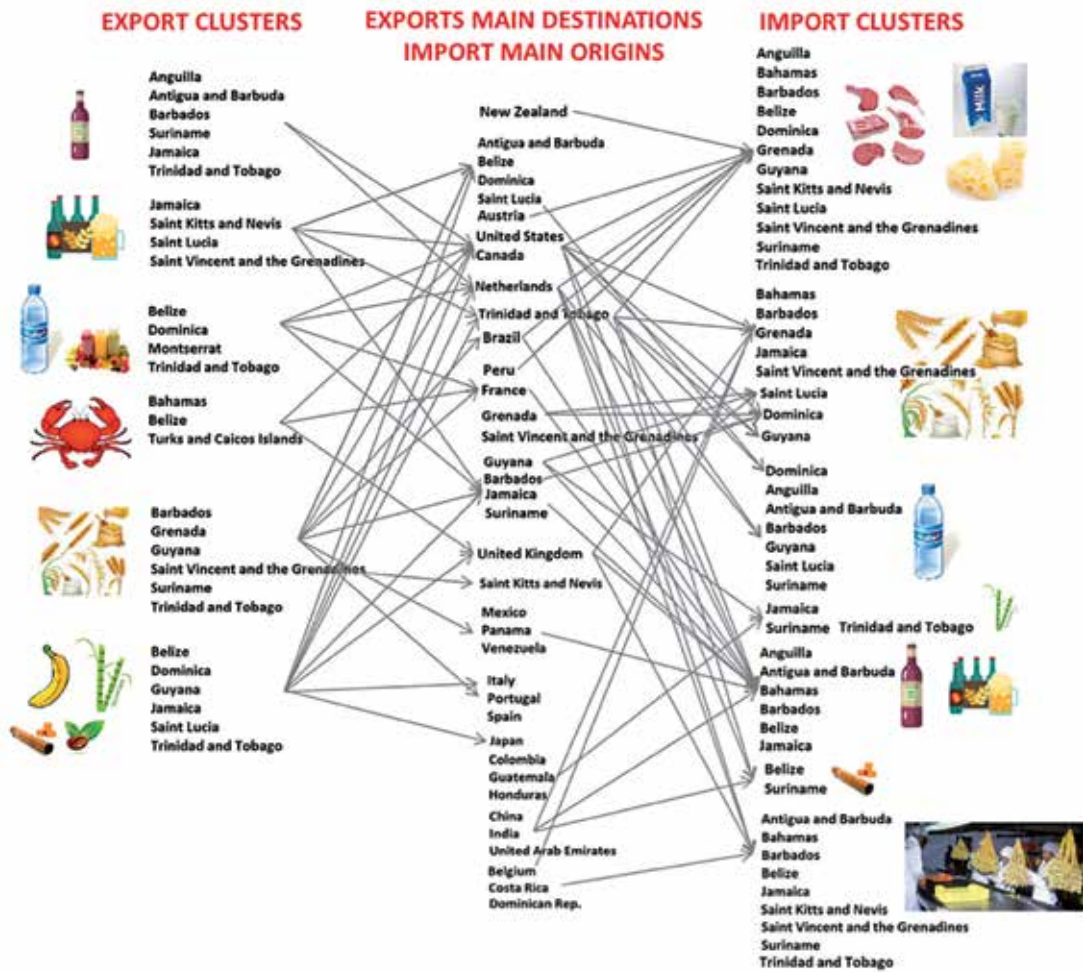 EXPORT CLUSTERS
EXPORTS MAIN DESTINATIONS
IMPORT MAIN ORIGINS
IMPORT CLUSTERS
Anguilla
Antigua and Barbuda
Barbados
Suriname
Jamaica
Trinidad and Tobago
Jamaica
Saint Kitts and Nevis
Saint Lucia
Saint Vincent and the Grenadines
Belize
Dominica
Montserrat
Trinidad and Tobago
Bahamas
Belize
Turks and Caicos Islands
Barbados
Grenada
Guyana
Saint Vincent and the Grenadines
Suriname
Trinidad and Tobago
Belize
Dominica
Guyana
Jamaica
Saint Lucia
Trinidad and Tobago
New Zealand
Antigua and Barbuda
Belize
Dominica
Saint Lucia
Austria
United States
Canada
Netherlands
Trinidad and Tobago
Brazil
Peru
France
Grenada
Saint Vincent and the Grenadines
Guyana
Barbados
Jamaica
Suriname
United Kingdom
Saint Kitts and Nevis
Mexico
Panama
Venezuela
Italy
Portugal
Spain
Japan
Colombia
Guatemala
Honduras
China
India
United Arab Emirates
Belgium
Costa Rica
Dominican Rep.
Anguilla
Bahamas
Barbados
Belize
Dominica
Grenada
Guyana
Saint Kitts and Nevis
Saint Lucia
Saint Vincent and the Grenadines
Suriname
Trinidad and Tobago
Milk
Bahamas
Barbados
Grenada
Jamaica
Saint Vincent and the Grenadines
Saint Lucia
Dominica
Guyana
Dominica
Anguilla
Antigua and Barbuda
Barbados
Guyana
Saint Lucia
Suriname
Jamaica
Suriname Trinidad and Tobago
Anguilla
Antigua and Barbuda
Bahamas
Barbados
Belize
Jamaica
Belize
Suriname
Antigua and Barbuda
Bahamas
Barbados
Belize
Jamaica
Saint Kitts and Nevis
Saint Vincent and the Grenadines
Suriname
Trinidad and Tobago